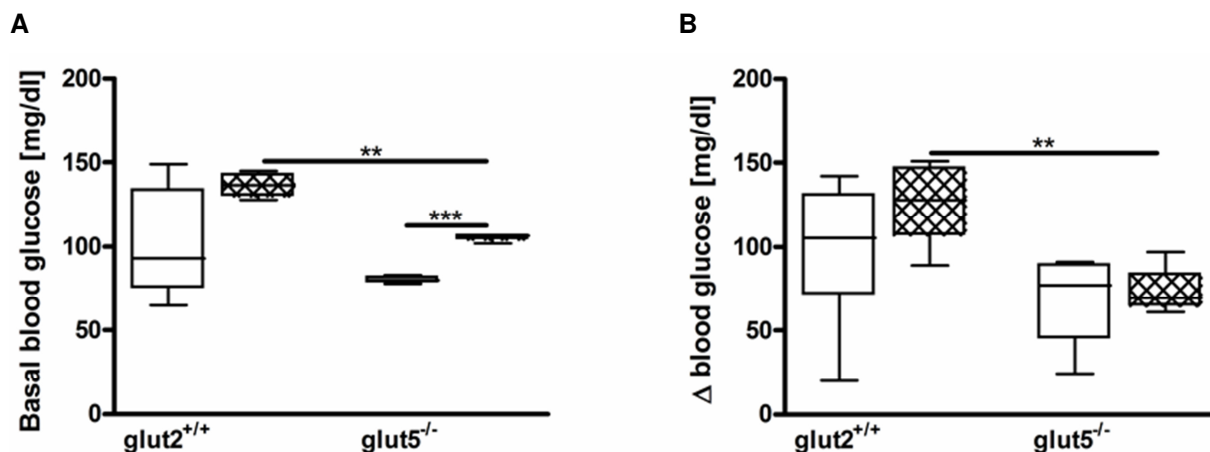 A
B
Basal blood glucose [mg/dl]
200
150
100
50
0
**
***
glut2+/+
glut5-/-
Δ blood glucose [mg/dl]
200
150
100
50
0
**
glut2+/+
glut5-/-